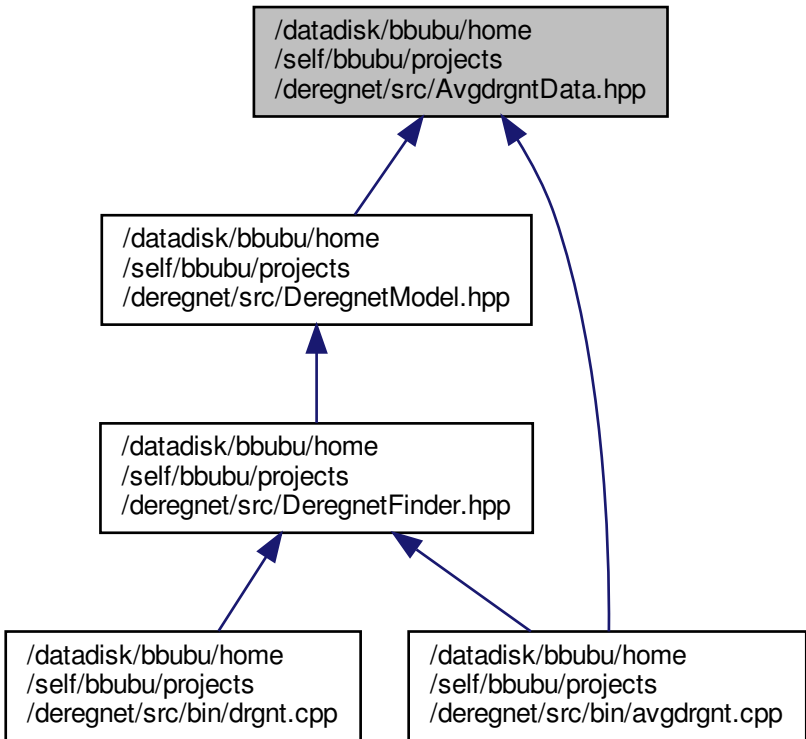 /datadisk/bbubu/home
/self/bbubu/projects
/deregnet/src/AvgdrgntData.hpp
/datadisk/bbubu/home
/self/bbubu/projects
/deregnet/src/DeregnetModel.hpp
/datadisk/bbubu/home
/self/bbubu/projects
/deregnet/src/DeregnetFinder.hpp
/datadisk/bbubu/home
/self/bbubu/projects
/deregnet/src/bin/drgnt.cpp
/datadisk/bbubu/home
/self/bbubu/projects
/deregnet/src/bin/avgdrgnt.cpp